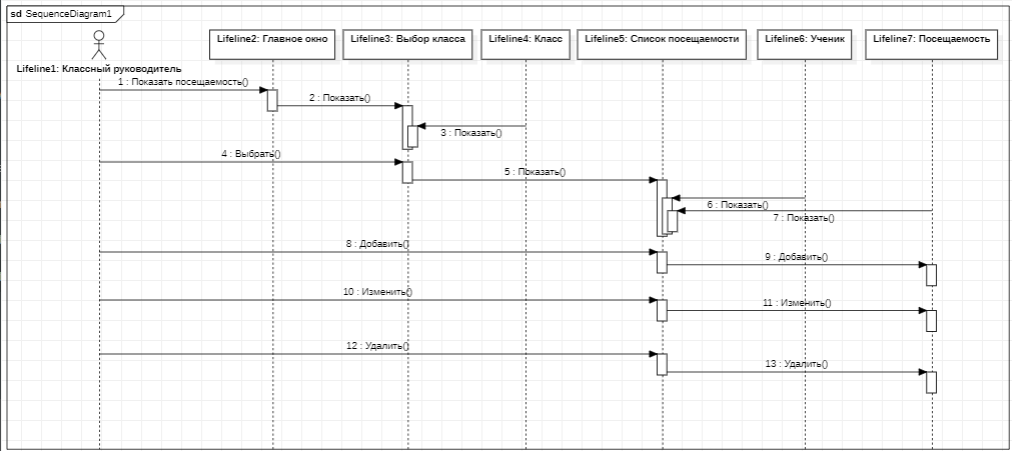 sd SequenceDiagram1
Lifeline1: Классный руководитель
Lifeline2: Главное окно
Lifeline3: Выбор класса
Lifeline4: Класс
Lifeline5: Список посещаемости
Lifeline6: Ученик
Lifeline7: Посещаемость
1 : Показать посещаемость()
2 : Показать()
3 : Показать()
4 : Выбрать()
5 : Показать()
6 : Показать()
7 : Показать()
8 : Добавить()
9 : Добавить()
10 : Изменить()
11 : Изменить()
12 : Удалить()
13 : Удалить()